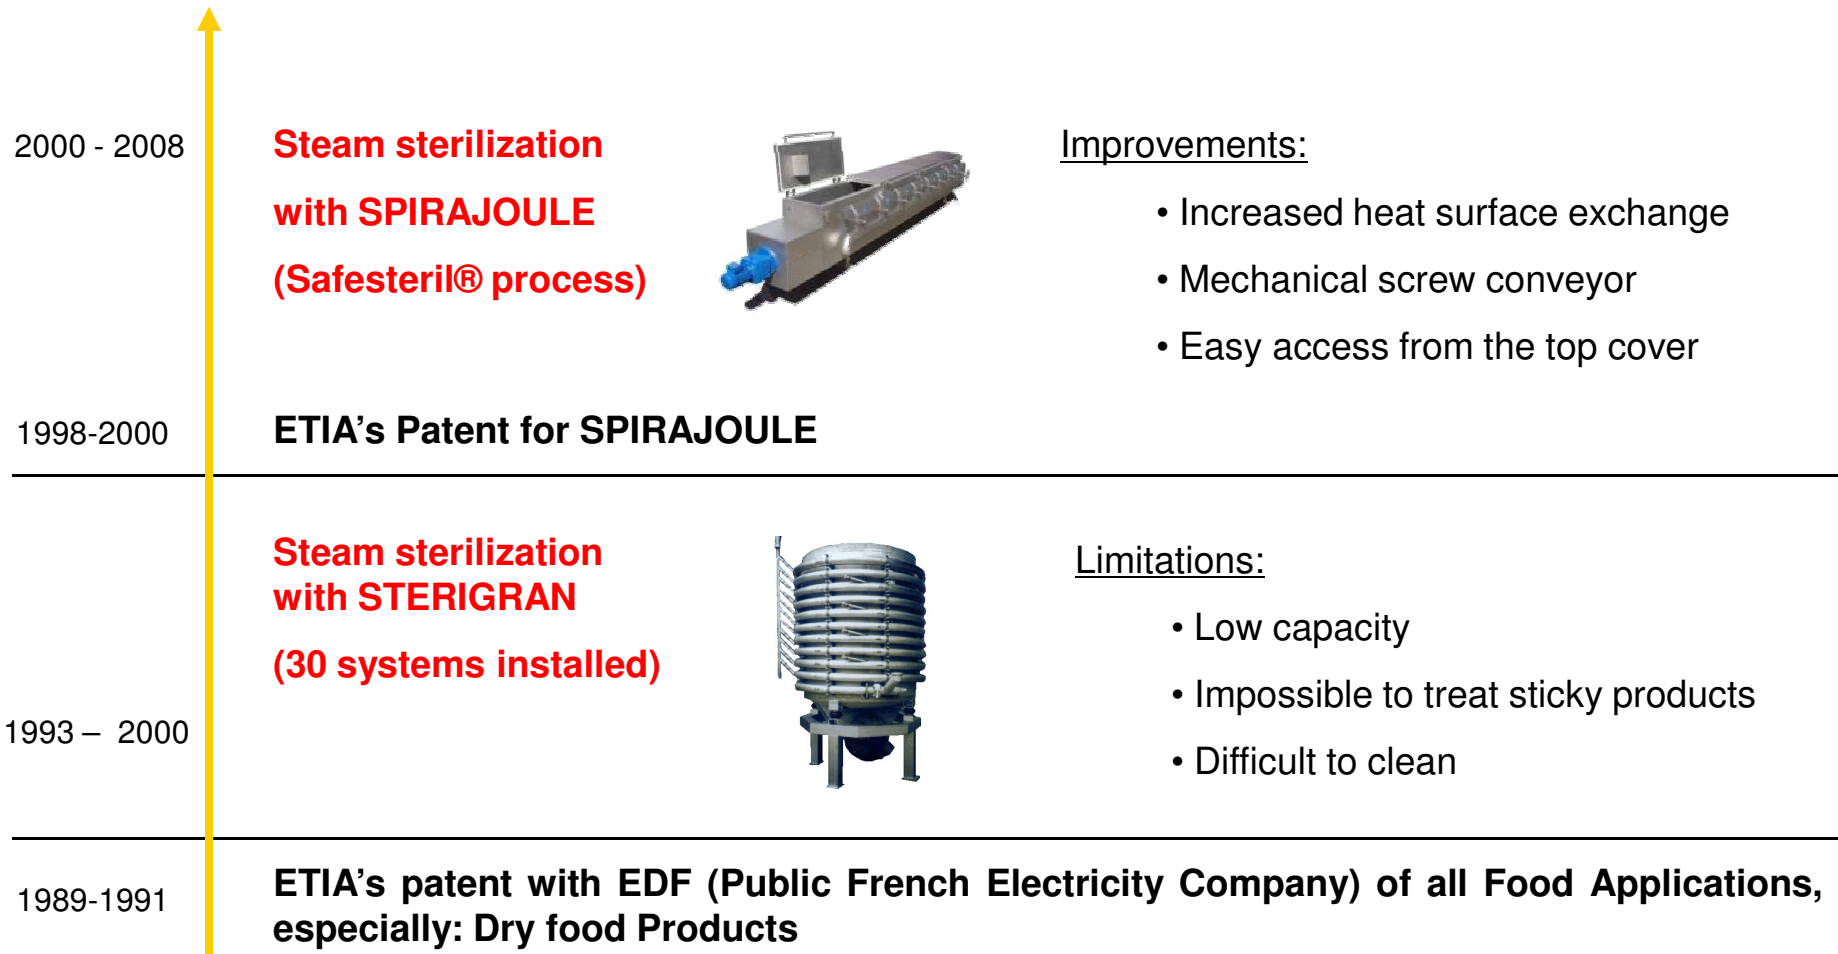 2000 - 2008
Steam sterilization
with SPIRAJOULE
(Safesteril® process)
Improvements:
• Increased heat surface exchange
• Mechanical screw conveyor
• Easy access from the top cover
1998-2000
ETIA’s Patent for SPIRAJOULE
Steam sterilization
with STERIGRAN
(30 systems installed)
1993 – 2000
Limitations:
• Low capacity
• Impossible to treat sticky products
• Difficult to clean
1989-1991
ETIA’s patent with EDF (Public French Electricity Company) of all Food Applications,
especially: Dry food Products